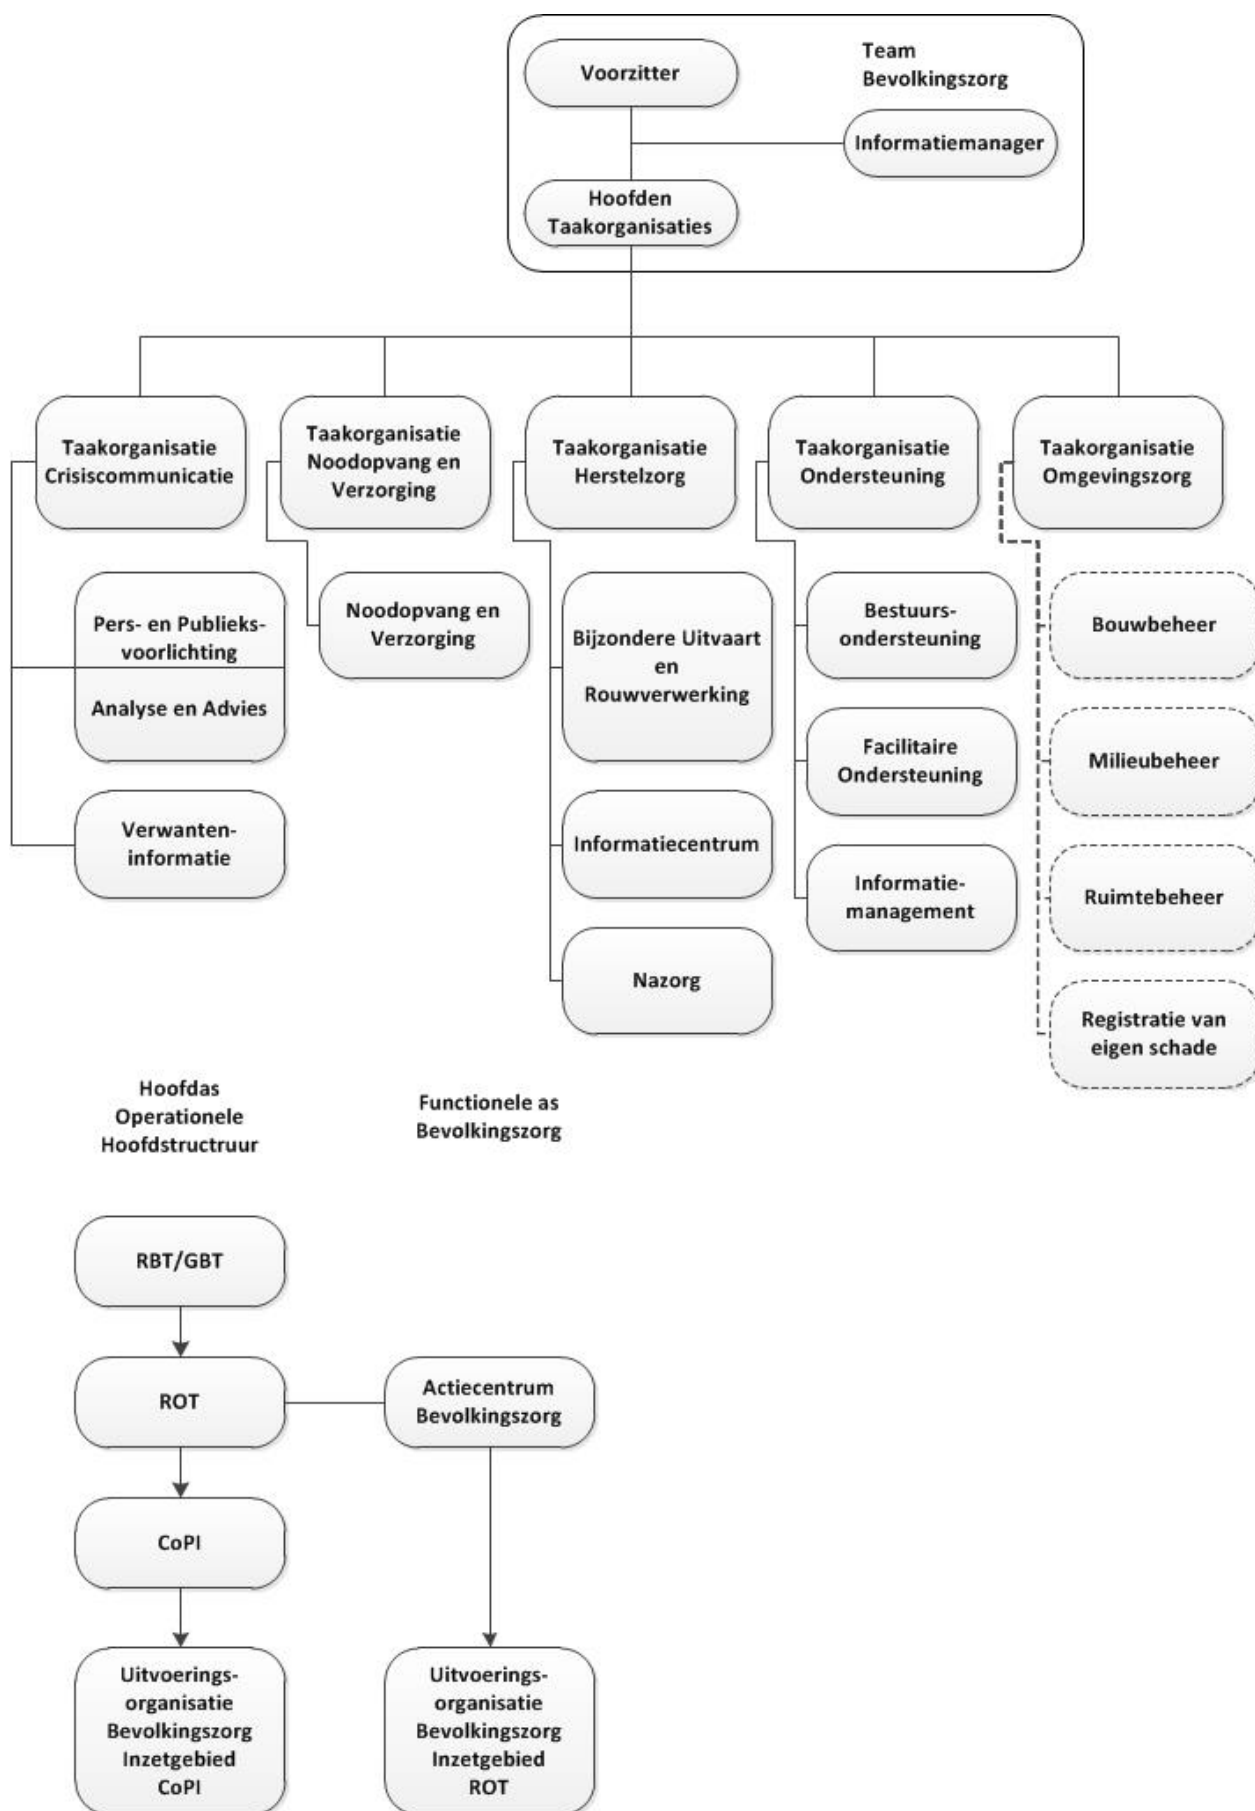 Voorzitter
Team
Bevolkingszorg
Informatiemanager
Hoofden
Taakorganisaties
Taakorganisatie
Crisiscommunicatie
Taakorganisatie
Noodopvang en
Verzorging
Taakorganisatie
Herstelzorg
Taakorganisatie
Ondersteuning
Taakorganisatie
Omgevingszorg
Pers- en Publieks-
voorlichting
Analyse en Advies
Verwanten-
informatie
Noodopvang en
Verzorging
Bijzondere Uitvaart
en
Rouwverwerking
Informatiecentrum
Nazorg
Bestuurs-
ondersteuning
Facilitaire
Ondersteuning
Informatie-
management
Bouwbeheer
Milieubeheer
Ruimtebeheer
Registratie van
eigen schade
Hoofdas
Operationele
Hoofdstructruur
Functionele as
Bevolkingszorg
RBT/GBT
ROT
Actiecentrum
Bevolkingszorg
CoPI
Uitvoerings-
organisatie
Bevolkingszorg
Inzetgebied
CoPI
Uitvoerings-
organisatie
Bevolkingszorg
Inzetgebied
ROT